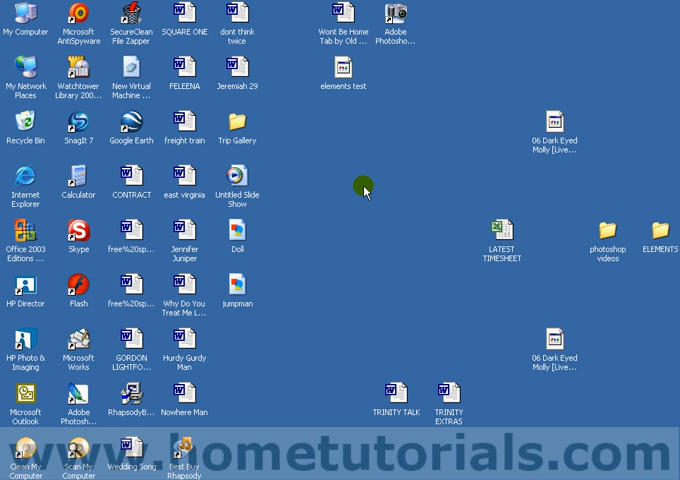 My Computer
Microsoft
AntiSpyware
SecureClean
File Zapper
SQUARE ONE
dont think
twice
Wont Be Home
Tab by Old ...
Adobe
Photosho...
My Network
Places
Watchtower
Library 200...
New Virtual
Machine ...
FELEENA
Jeremiah 29
elements test
Recycle Bin
SnagIt 7
Google Earth
freight train
Trip Gallery
06 Dark Eyed
Molly [Live...
Internet
Explorer
Calculator
CONTRACT
east virginia
Untitled Slide
Show
Office 2003
Editions ...
Skype
free%20sp...
Jennifer
Juniper
Doll
LATEST
TIMESHEET
photoshop
videos
ELEMENTS
HP Director
Flash
free%20sp...
Why Do You
Treat Me L...
jumpman
HP Photo &
Imaging
Microsoft
Works
GORDON
LIGHTFO...
Hurdy Gurdy
Man
06 Dark Eyed
Molly [Live...
Microsoft
Outlook
Adobe
Photosh...
RhapsodyB...
Nowhere Man
TRINITY TALK
TRINITY
EXTRAS
Clean My
Computer
Scan My
Computer
Wedding Song
Best Buy
Rhapsody
www.hometutorials.com